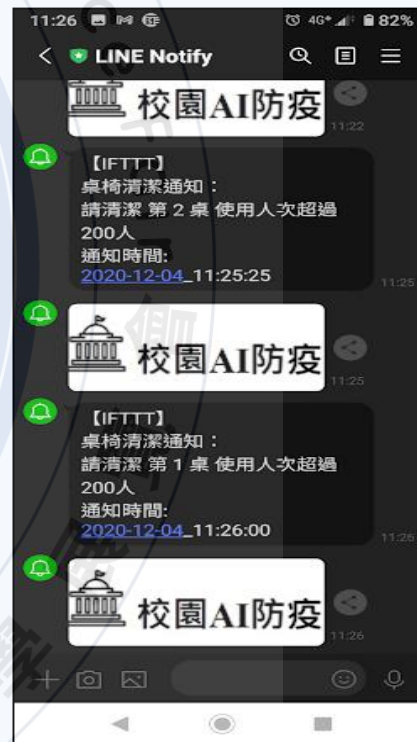 11:26 4G+ 82%
LINE Notify
校園AI防疫
11:22
【IFTTT】
桌椅清潔通知：
請清潔 第 2 桌 使用人次超過
200人
通知時間:
2020-12-04_11:25:25
11:25
校園AI防疫
11:25
【IFTTT】
桌椅清潔通知：
請清潔 第 1 桌 使用人次超過
200人
通知時間:
2020-12-04_11:26:00
11:26
校園AI防疫
11:26